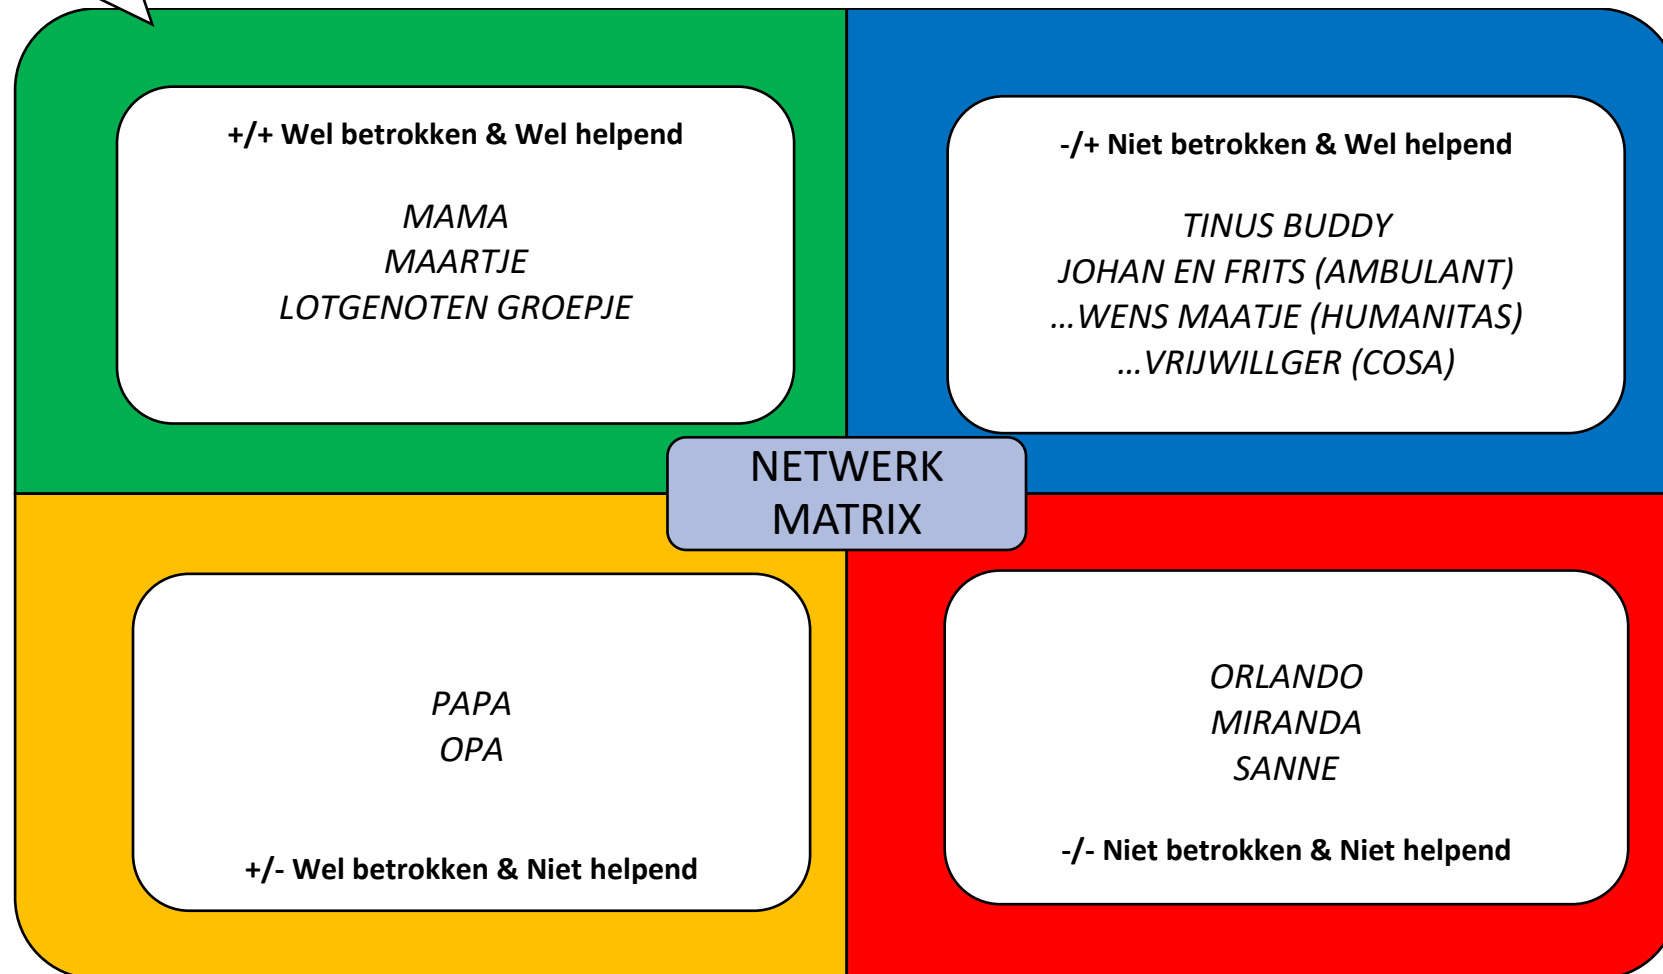 +/+ Wel betrokken & Wel helpend
MAMA
MAARTJE
LOTGENOTEN GROEPJE
-/+ Niet betrokken & Wel helpend
TINUS BUDDY
JOHAN EN FRITS (AMBULANT)
…WENS MAATJE (HUMANITAS)
…VRIJWILLGER (COSA)
NETWERK
MATRIX
PAPA
OPA
+/- Wel betrokken & Niet helpend
ORLANDO
MIRANDA
SANNE
-/- Niet betrokken & Niet helpend